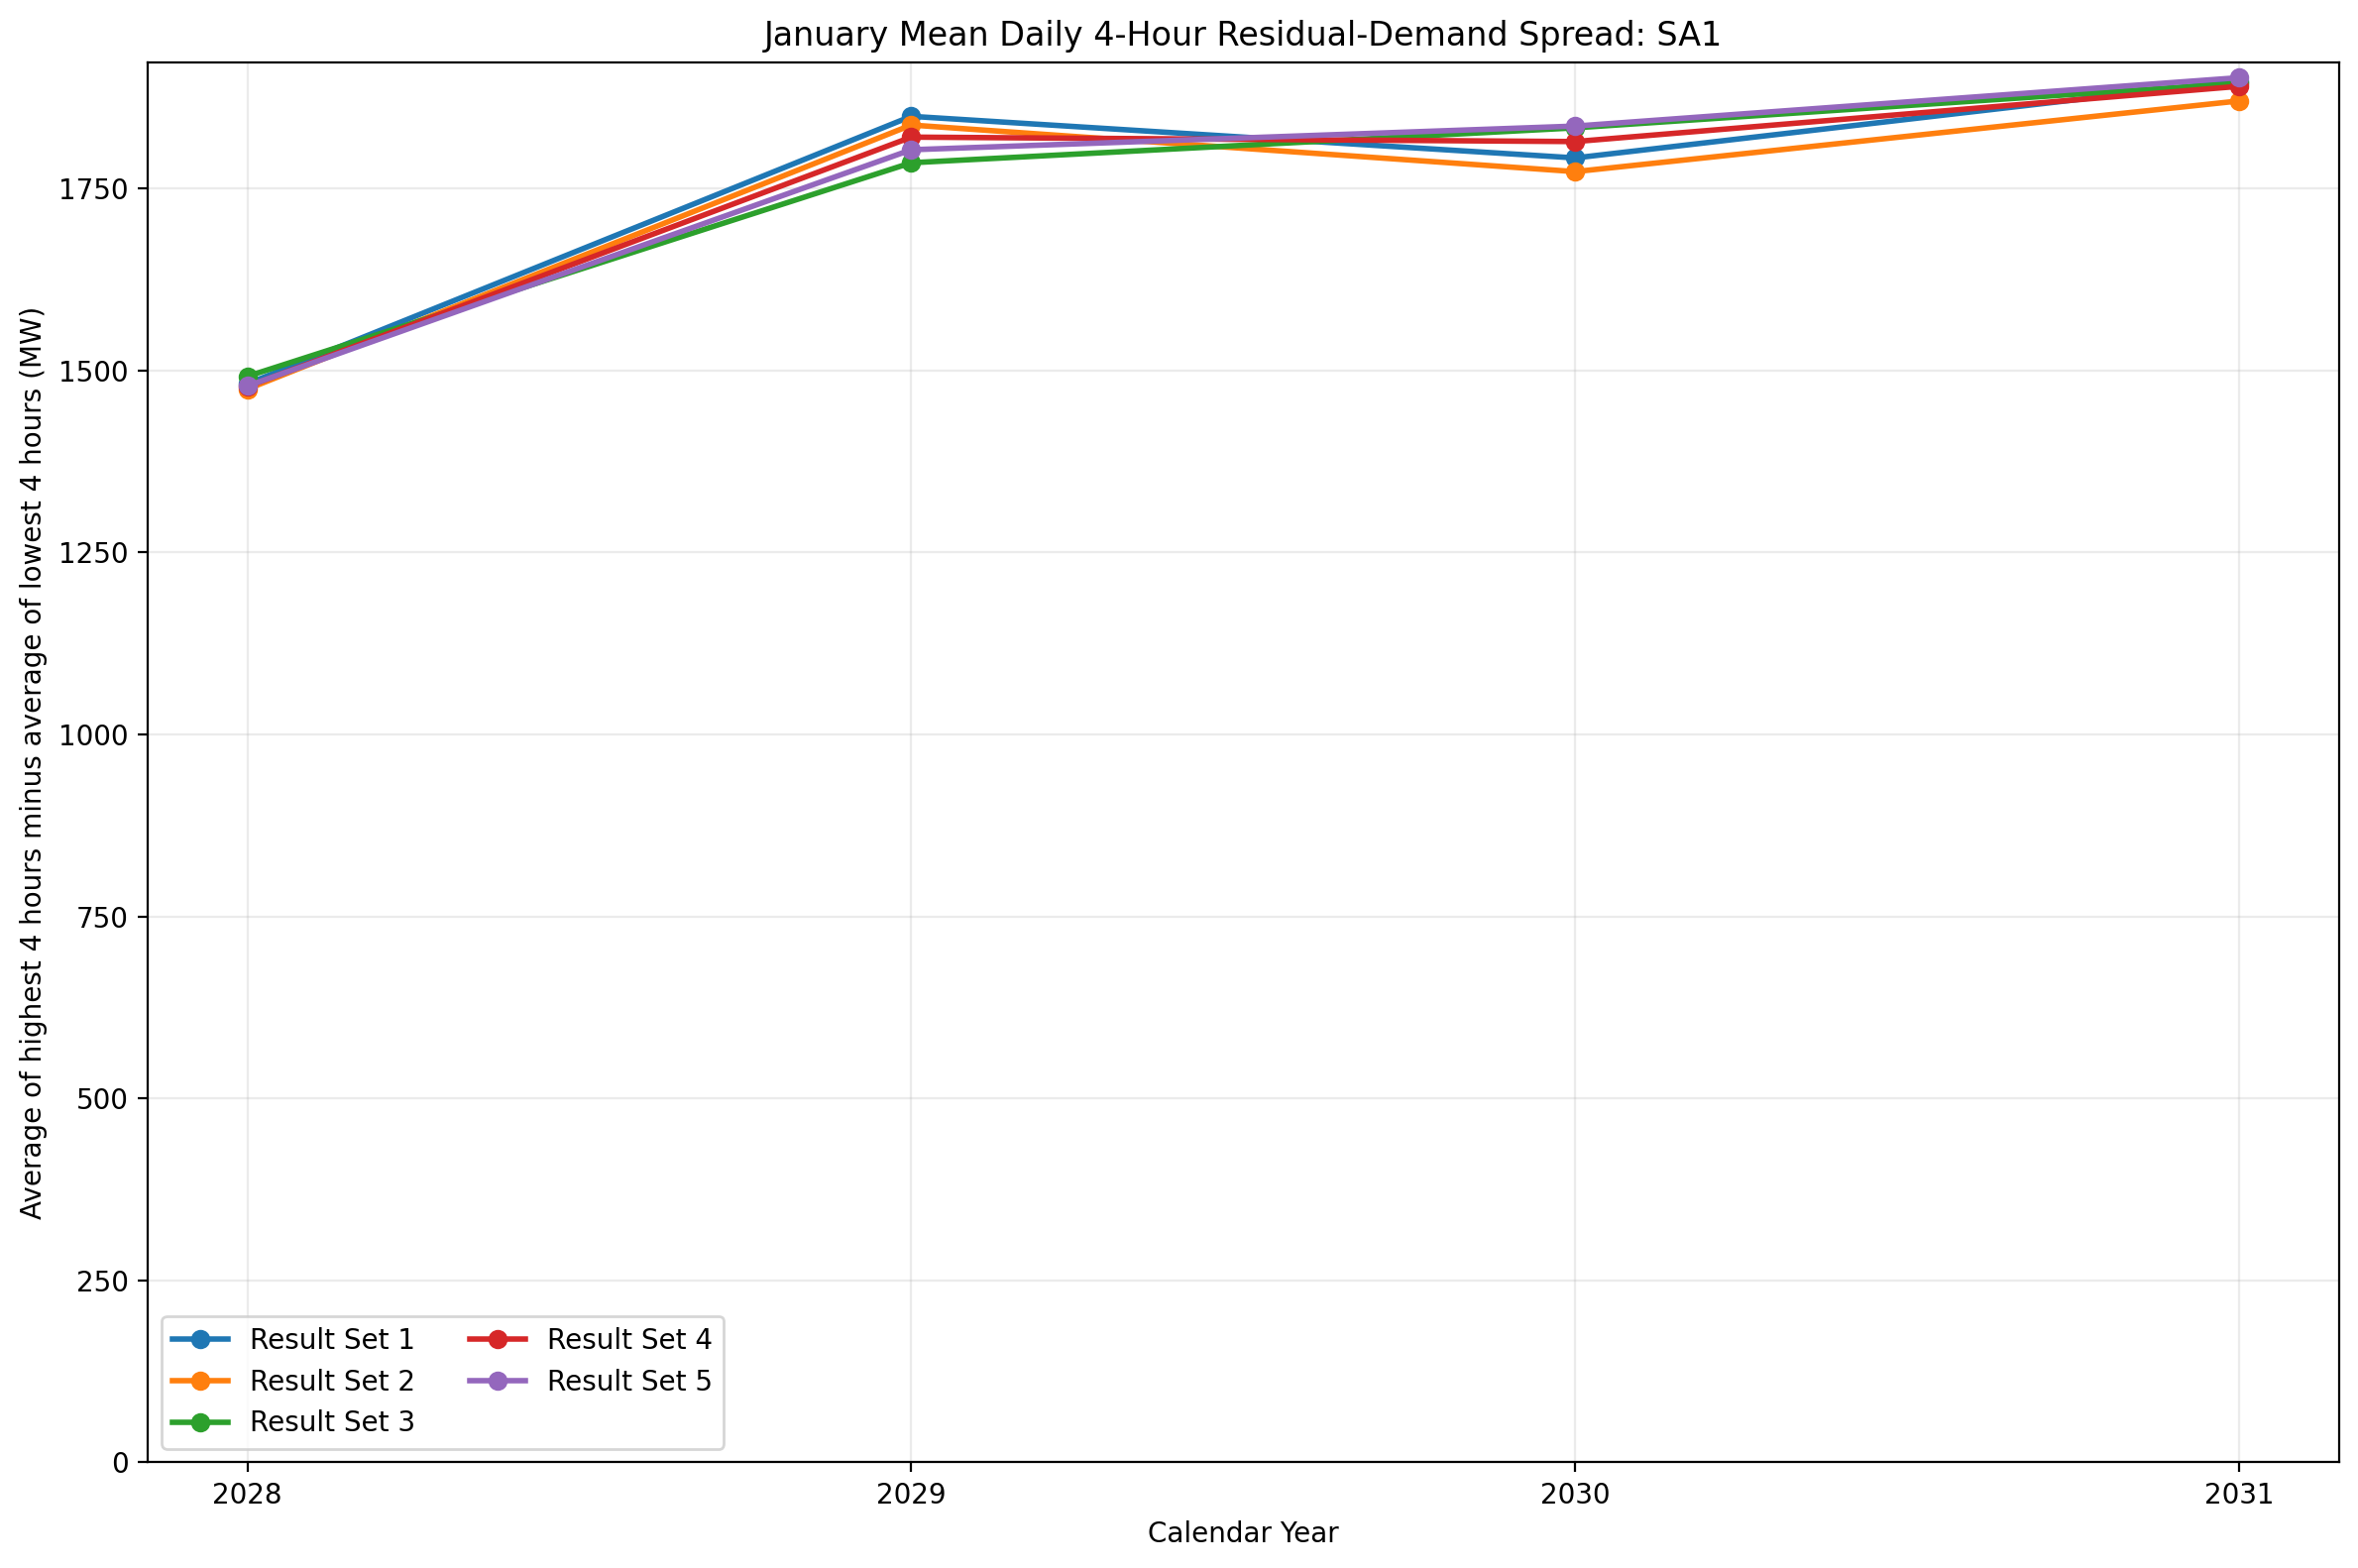 January Mean Daily 4-Hour Residual-Demand Spread: SA1
Average of highest 4 hours minus average of lowest 4 hours (MW)
1750
1500
1250
1000
750
500
250
0
Result Set 1
Result Set 2
Result Set 3
Result Set 4
Result Set 5
2028
2029
2030
2031
Calendar Year